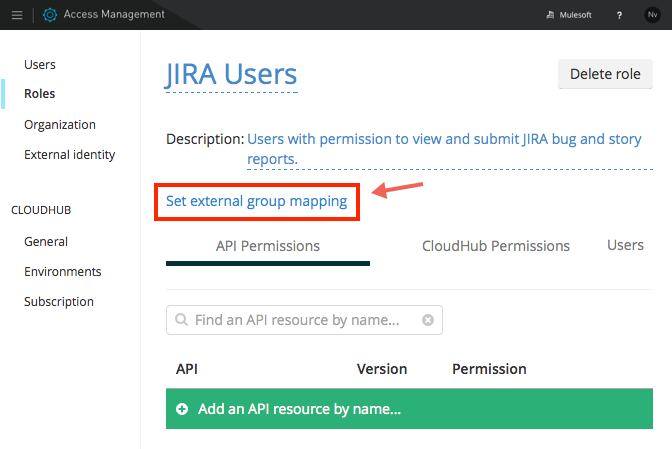 Access Management
Mulesoft
?
Nv
Users
Roles
Organization
External identity
CLOUDHUB
General
Environments
Subscription
JIRA Users
Delete role
Description: Users with permission to view and submit JIRA bug and story
reports.
Set external group mapping
API Permissions
CloudHub Permissions
Users
Find an API resource by name...
API Version Permission
Add an API resource by name...